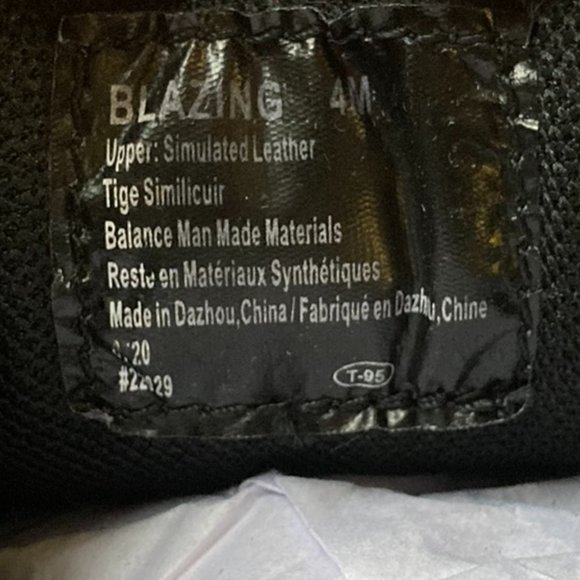 BLAZING 4M
Upper: Simulated Leather
Tige Similicuir
Balance Man Made Materials
Reste en Matériaux Synthétiques
Made in Dazhou,China / Fabriqué en Dazhou,Chine
T-95